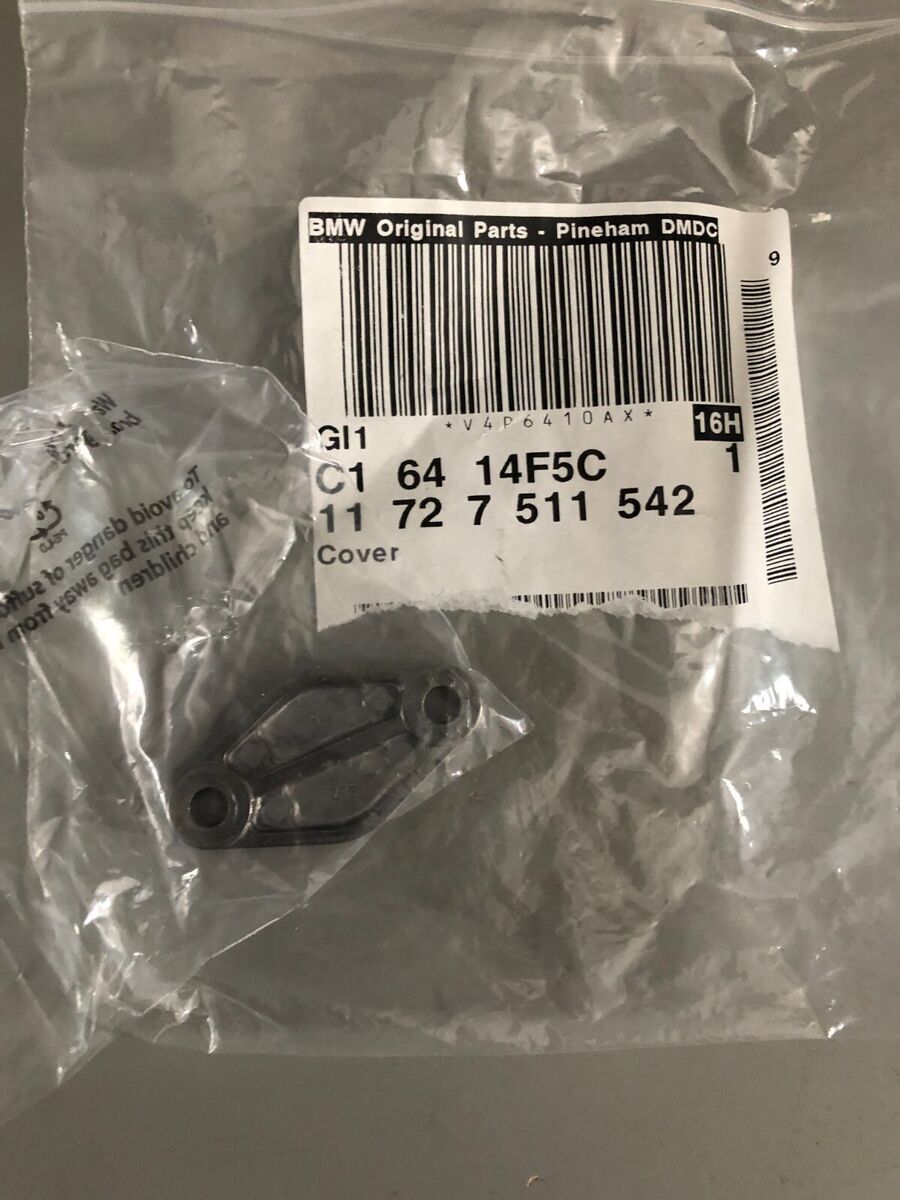 BMW Original Parts - Pineham DMDC
9
*V4P6410AX*
16H
GI1
C1 64 14F5C
1
11 72 7 511 542
Cover
To avoid danger of
keep this bag away from
and children